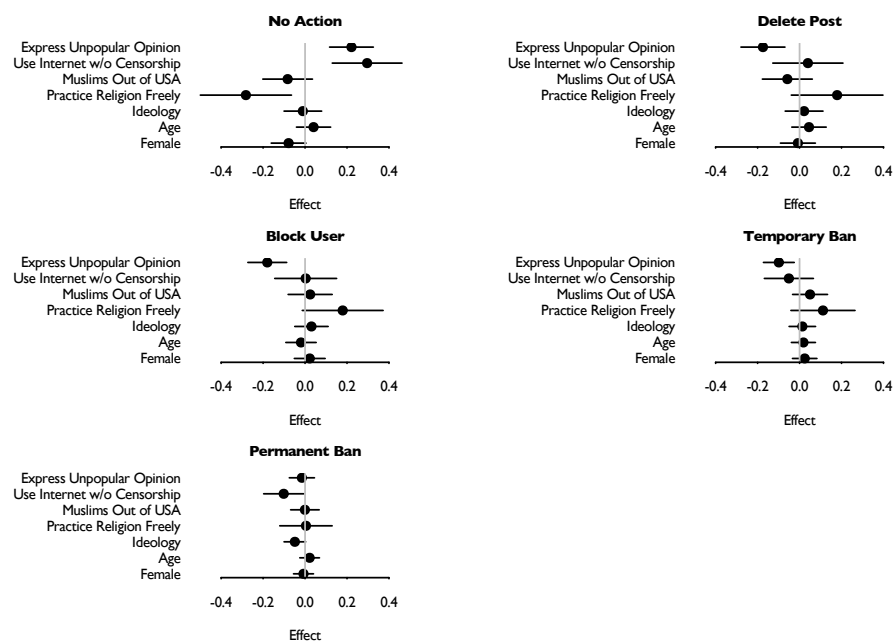 No Action
Express Unpopular Opinion
Use Internet w/o Censorship
Muslims Out of USA
Practice Religion Freely
Ideology
Age
Female
-0.4 -0.2 0.0 0.2 0.4
Effect
Delete Post
Express Unpopular Opinion
Use Internet w/o Censorship
Muslims Out of USA
Practice Religion Freely
Ideology
Age
Female
-0.4 -0.2 0.0 0.2 0.4
Effect
Block User
Express Unpopular Opinion
Use Internet w/o Censorship
Muslims Out of USA
Practice Religion Freely
Ideology
Age
Female
-0.4 -0.2 0.0 0.2 0.4
Effect
Temporary Ban
Express Unpopular Opinion
Use Internet w/o Censorship
Muslims Out of USA
Practice Religion Freely
Ideology
Age
Female
-0.4 -0.2 0.0 0.2 0.4
Effect
Permanent Ban
Express Unpopular Opinion
Use Internet w/o Censorship
Muslims Out of USA
Practice Religion Freely
Ideology
Age
Female
-0.4 -0.2 0.0 0.2 0.4
Effect